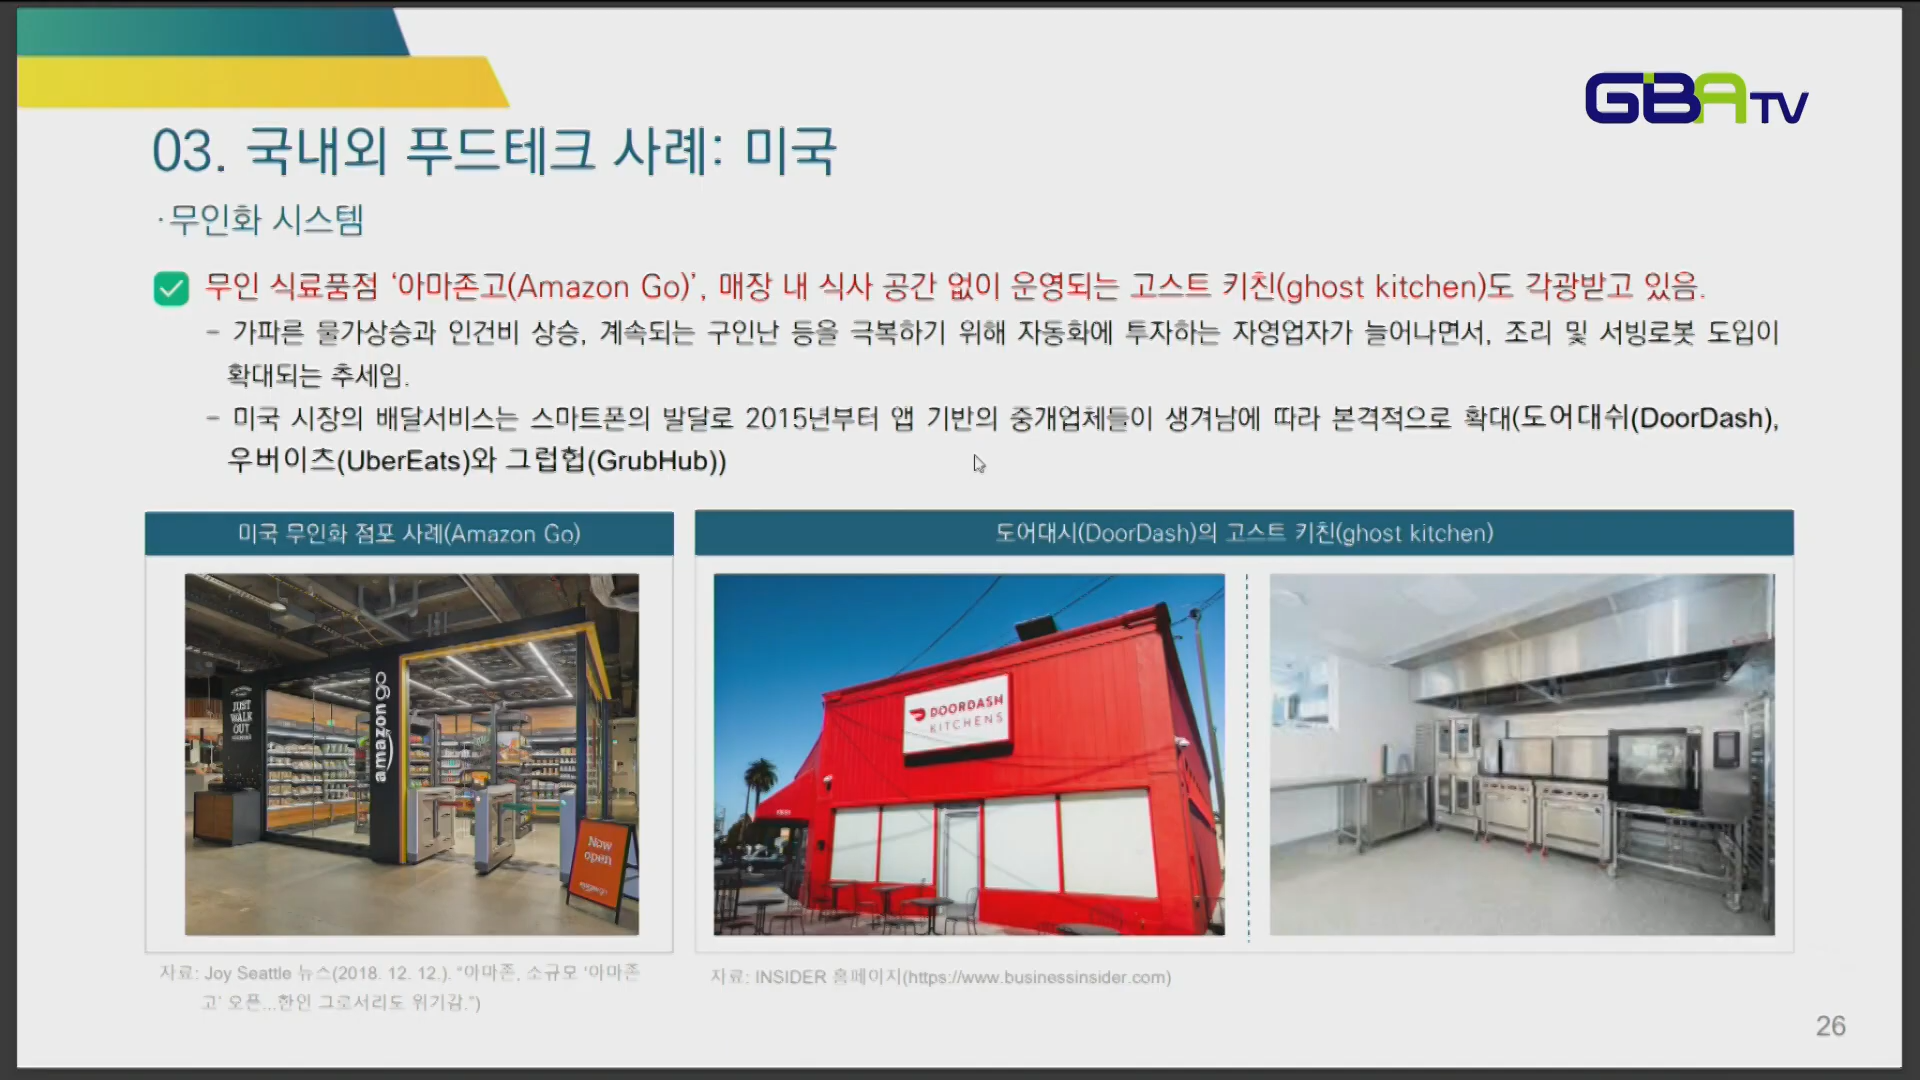 GBA TV
03. 국내외 푸드테크 사례: 미국
·무인화 시스템
무인 식료품점 ‘아마존고(Amazon Go)’, 매장 내 식사 공간 없이 운영되는 고스트 키친(ghost kitchen)도 각광받고 있음.
– 가파른 물가상승과 인건비 상승, 계속되는 구인난 등을 극복하기 위해 자동화에 투자하는 자영업자가 늘어나면서, 조리 및 서빙로봇 도입이
확대되는 추세임.
– 미국 시장의 배달서비스는 스마트폰의 발달로 2015년부터 앱 기반의 중개업체들이 생겨남에 따라 본격적으로 확대(도어대쉬(DoorDash),
우버이츠(UberEats)와 그럽헙(GrubHub))
미국 무인화 점포 사례(Amazon Go)
도어대시(DoorDash)의 고스트 키친(ghost kitchen)
JUST
WALK
OUT
amazon go
Now
open
DOORDASH
KITCHENS
자료: Joy Seattle 뉴스(2018. 12. 12.). “아마존, 소규모 ‘아마존
고’ 오픈...한인 그로서리도 위기감.”)
자료: INSIDER 홈페이지(https://www.businessinsider.com)
26